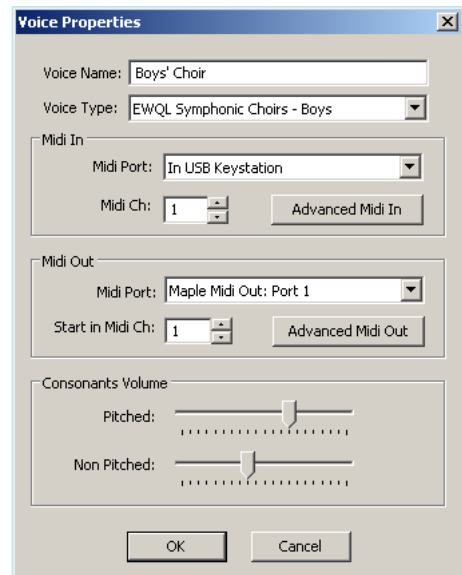 Voice Properties
Voice Name: Boys' Choir
Voice Type: EWQL Symphonic Choirs - Boys
Midi In
Midi Port: In USB Keystation
Midi Ch: 1 Advanced Midi In
Midi Out
Midi Port: Maple Midi Out: Port 1
Start in Midi Ch: 1 Advanced Midi Out
Consonants Volume
Pitched:
Non Pitched:
OK Cancel